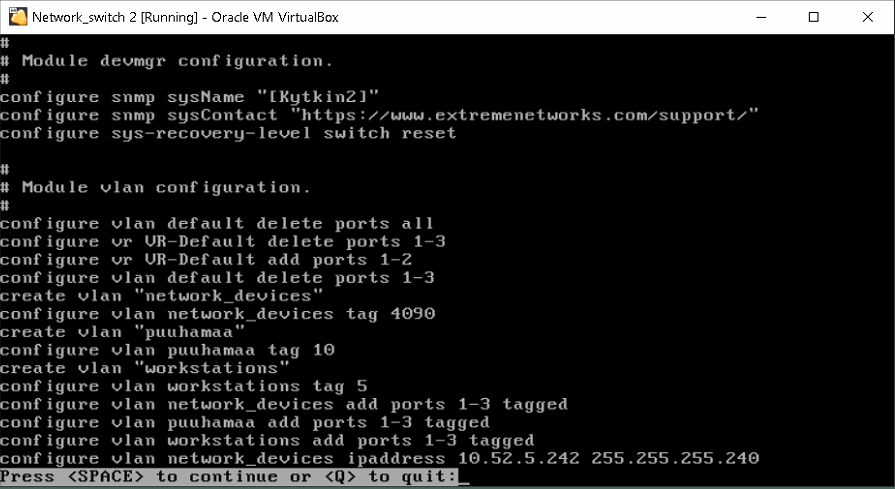 Network_switch 2 [Running] - Oracle VM VirtualBox
#
# Module devmgr configuration.
#
configure snmp sysName "[Kytkin2]"
configure snmp sysContact "https://www.extremenetworks.com/support/"
configure sys-recovery-level switch reset
#
# Module vlan configuration.
#
configure vlan default delete ports all
configure vr VR-Default delete ports 1-3
configure vr VR-Default add ports 1-2
configure vlan default delete ports 1-3
create vlan "network_devices"
configure vlan network_devices tag 4090
create vlan "puuhamaa"
configure vlan puuhamaa tag 10
create vlan "workstations"
configure vlan workstations tag 5
configure vlan network_devices add ports 1-3 tagged
configure vlan puuhamaa add ports 1-3 tagged
configure vlan workstations add ports 1-3 tagged
configure vlan network_devices ipaddress 10.52.5.242 255.255.255.240
Press <SPACE> to continue or <Q> to quit:_